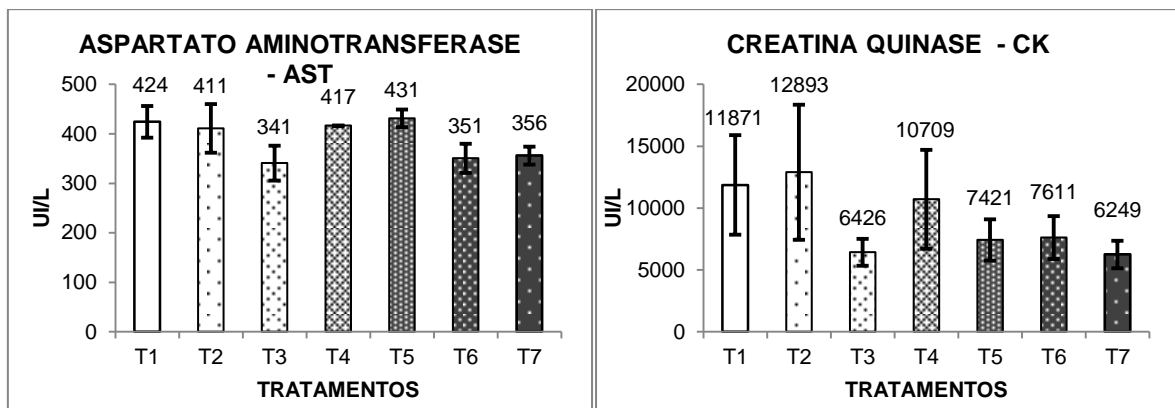 ASPARTATO AMINOTRANSFERASE
- AST
500
400
300
200
100
0
UI/L
424
411
341
417
431
351
356
T1 T2 T3 T4 T5 T6 T7
TRATAMENTOS
CREATINA QUINASE - CK
20000
15000
10000
5000
0
UI/L
11871
12893
6426
10709
7421
7611
6249
T1 T2 T3 T4 T5 T6 T7
TRATAMENTOS